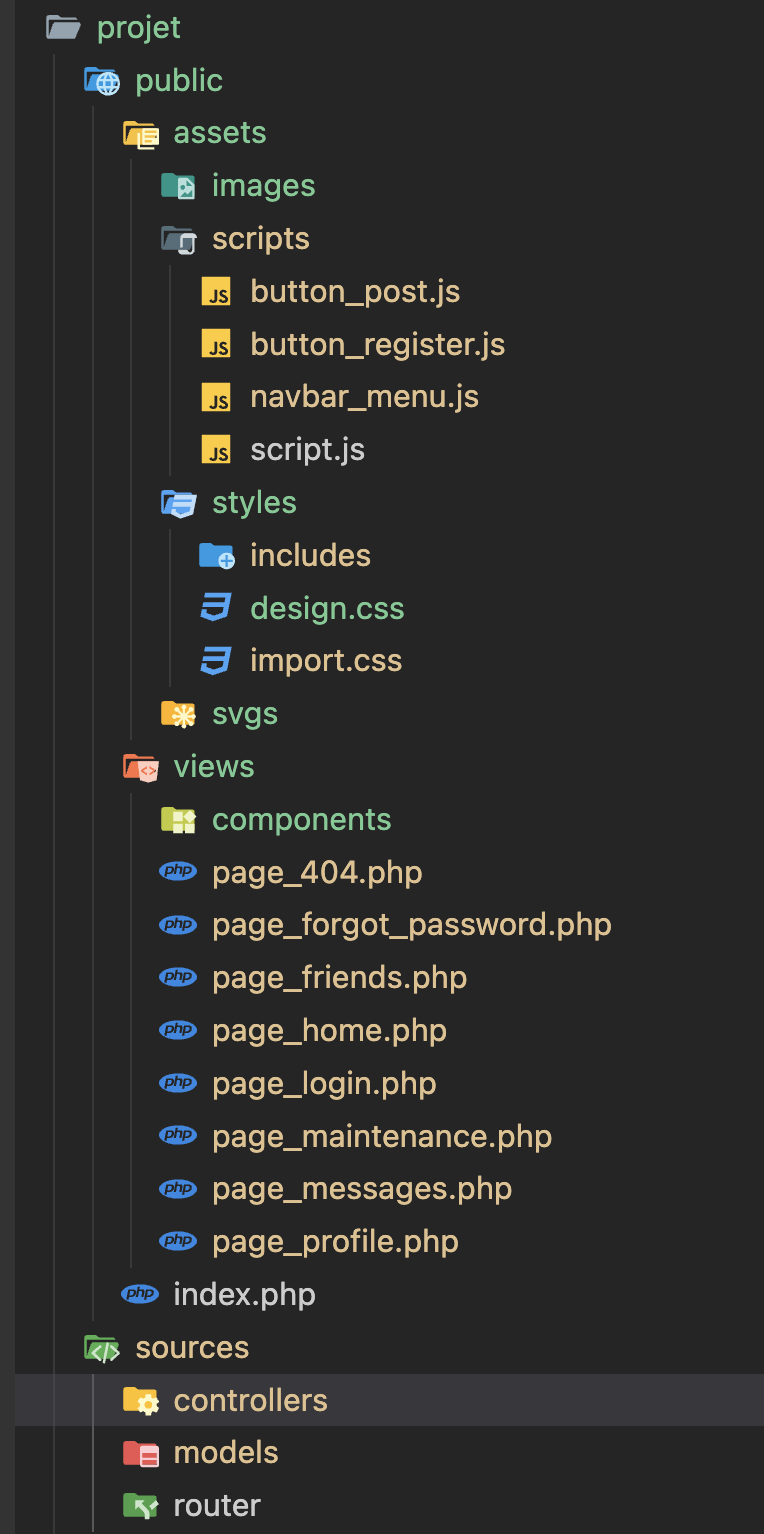 projet
public
assets
images
scripts
JS button_post.js
JS button_register.js
JS navbar_menu.js
JS script.js
styles
includes
design.css
import.css
svgs
views
components
php page_404.php
php page_forgot_password.php
php page_friends.php
php page_home.php
php page_login.php
php page_maintenance.php
php page_messages.php
php page_profile.php
php index.php
sources
controllers
models
router